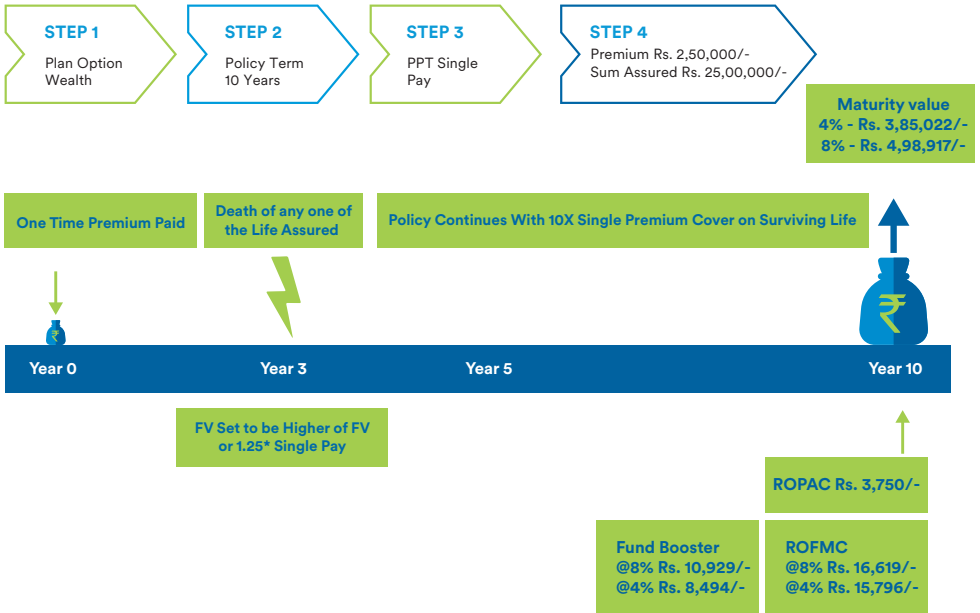 STEP 1
Plan Option
Wealth
STEP 2
Policy Term
10 Years
STEP 3
PPT Single
Pay
STEP 4
Premium Rs. 2,50,000/-
Sum Assured Rs. 25,00,000/-
Maturity value
4% - Rs. 3,85,022/-
8% - Rs. 4,98,917/-
One Time Premium Paid
Death of any one of
the Life Assured
Policy Continues With 10X Single Premium Cover on Surviving Life
₹
₹
Year 0
Year 3
Year 5
Year 10
FV Set to be Higher of FV
or 1.25* Single Pay
ROPAC Rs. 3,750/-
Fund Booster
@8% Rs. 10,929/-
@4% Rs. 8,494/-
ROFMC
@8% Rs. 16,619/-
@4% Rs. 15,796/-